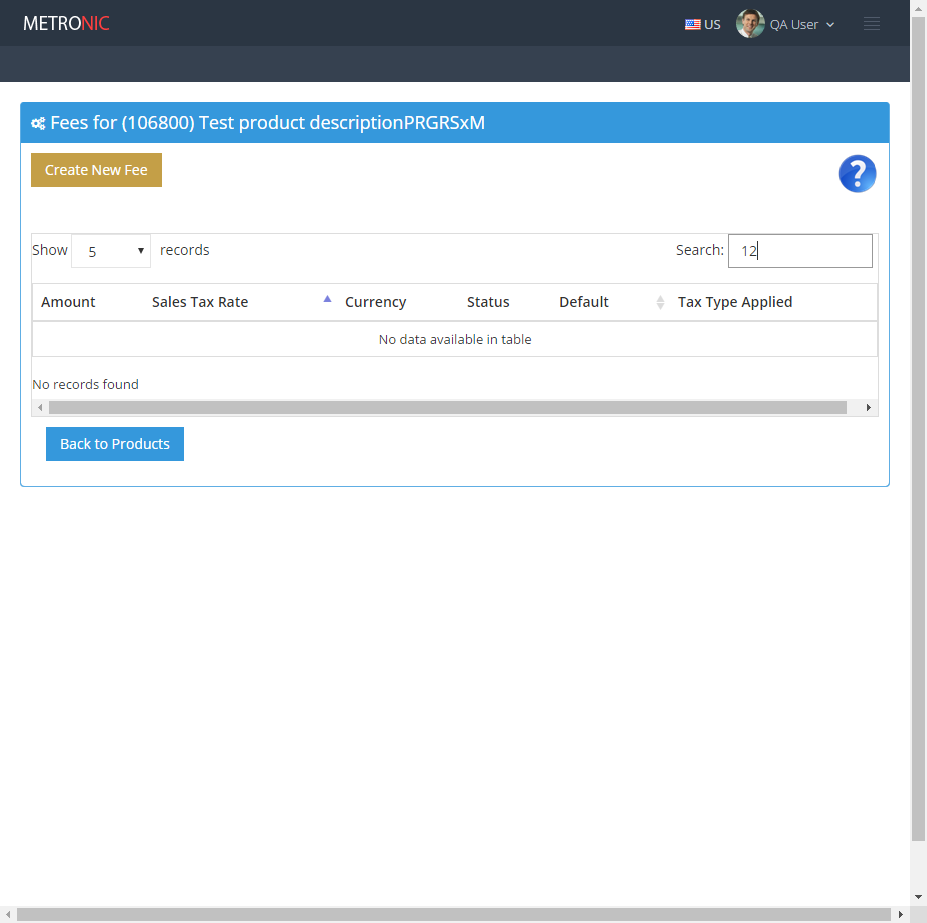 METRONIC
US
QA User
Fees for (106800) Test product descriptionPRGRSxM
Create New Fee
?
Show 5 records
Search: 12
Amount Sales Tax Rate Currency Status Default Tax Type Applied
No data available in table
No records found
Back to Products